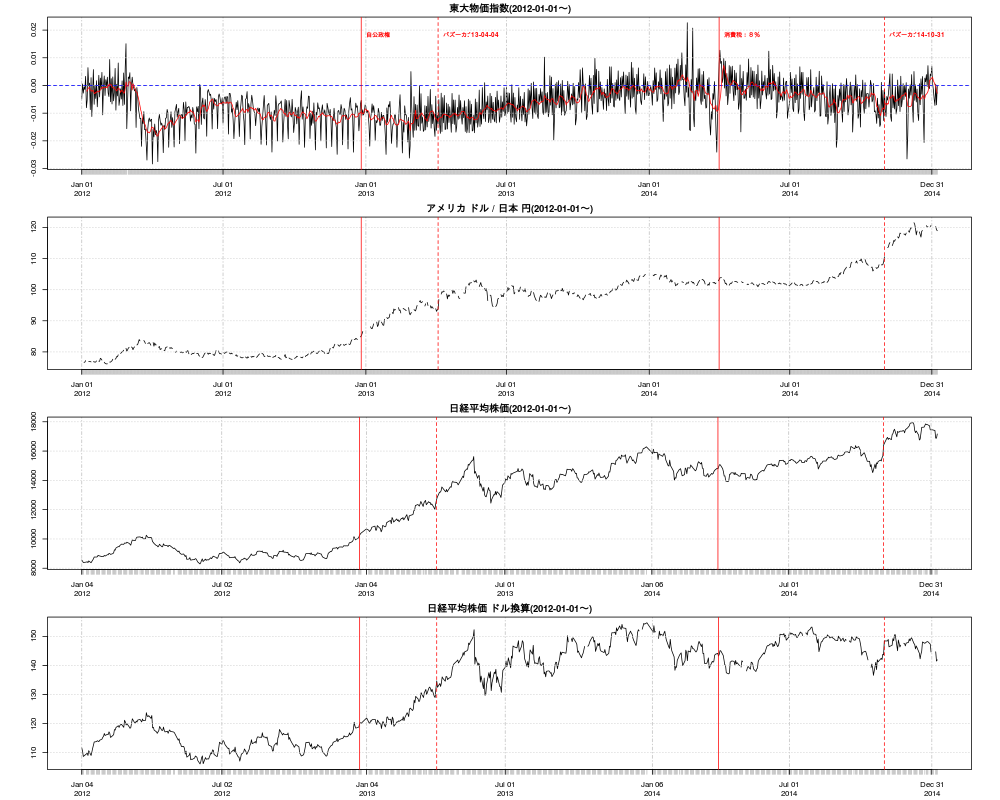 東大物価指数(2012-01-01〜)
0.02
0.01
0.00
-0.01
-0.02
-0.03
自公政権
バズーカ:'13-04-04
消費税:8%
バズーカ:'14-10-31
Jan 01 Jul 01 Jan 01 Jul 01 Jan 01 Jul 01 Dec 31
2012 2012 2013 2013 2014 2014 2014
アメリカ ドル / 日本 円(2012-01-01〜)
120
110
100
90
80
Jan 01 Jul 01 Jan 01 Jul 01 Jan 01 Jul 01 Dec 31
2012 2012 2013 2013 2014 2014 2014
日経平均株価(2012-01-01〜)
18000
16000
14000
12000
10000
8000
Jan 04 Jul 02 Jan 04 Jul 01 Jan 06 Jul 01 Dec 31
2012 2012 2013 2013 2014 2014 2014
日経平均株価 ドル換算(2012-01-01〜)
150
140
130
120
110
Jan 04 Jul 02 Jan 04 Jul 01 Jan 06 Jul 01 Dec 31
2012 2012 2013 2013 2014 2014 2014